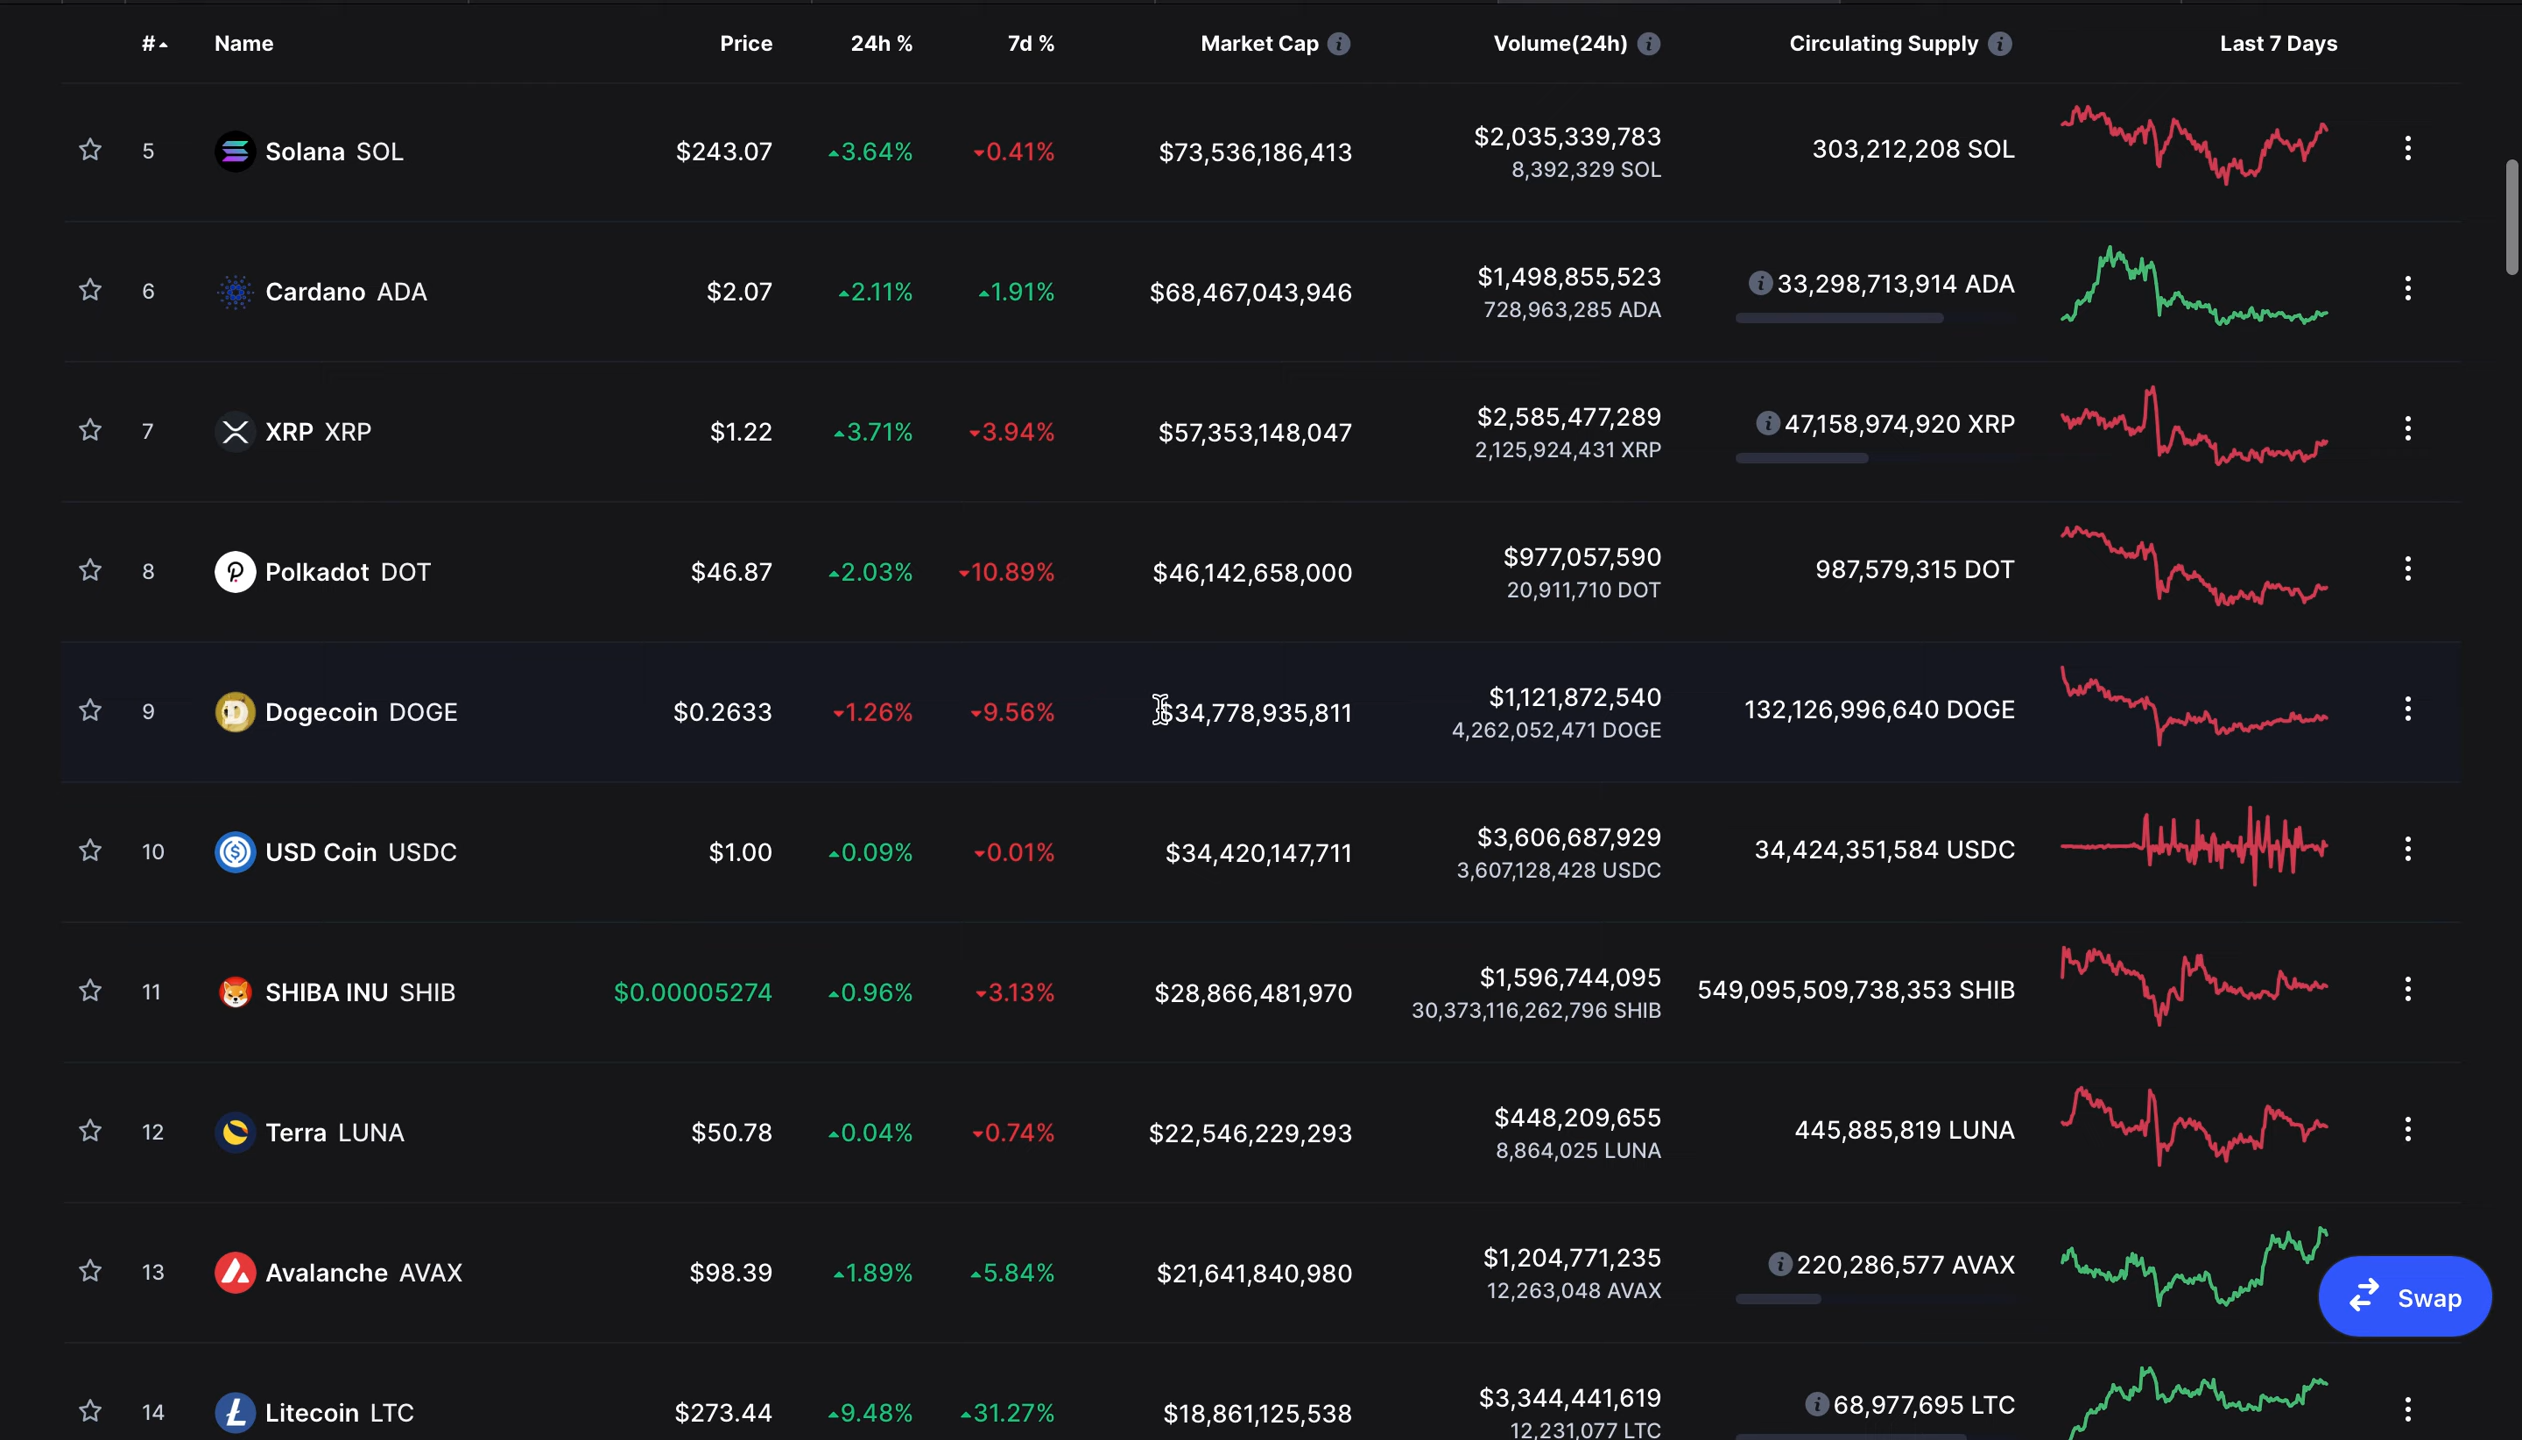 # Name Price 24h % 7d % Market Cap Volume(24h) Circulating Supply Last 7 Days
5 Solana SOL $243.07 3.64% 0.41% $73,536,186,413 $2,035,339,783 303,212,208 SOL
8,392,329 SOL
6 Cardano ADA $2.07 2.11% 1.91% $68,467,043,946 $1,498,855,523 33,298,713,914 ADA
728,963,285 ADA
7 XRP XRP $1.22 3.71% 3.94% $57,353,148,047 $2,585,477,289 47,158,974,920 XRP
2,125,924,431 XRP
8 Polkadot DOT $46.87 2.03% 10.89% $46,142,658,000 $977,057,590 987,579,315 DOT
20,911,710 DOT
9 Dogecoin DOGE $0.2633 1.26% 9.56% $34,778,935,811 $1,121,872,540 132,126,996,640 DOGE
4,262,052,471 DOGE
10 USD Coin USDC $1.00 0.09% 0.01% $34,420,147,711 $3,606,687,929 34,424,351,584 USDC
3,607,128,428 USDC
11 SHIBA INU SHIB $0.00005274 0.96% 3.13% $28,866,481,970 $1,596,744,095 549,095,509,738,353 SHIB
30,373,116,262,796 SHIB
12 Terra LUNA $50.78 0.04% 0.74% $22,546,229,293 $448,209,655 445,885,819 LUNA
8,864,025 LUNA
13 Avalanche AVAX $98.39 1.89% 5.84% $21,641,840,980 $1,204,771,235 220,286,577 AVAX
12,263,048 AVAX
Swap
14 Litecoin LTC $273.44 9.48% 31.27% $18,861,125,538 $3,344,441,619 68,977,695 LTC
12,231,077 LTC